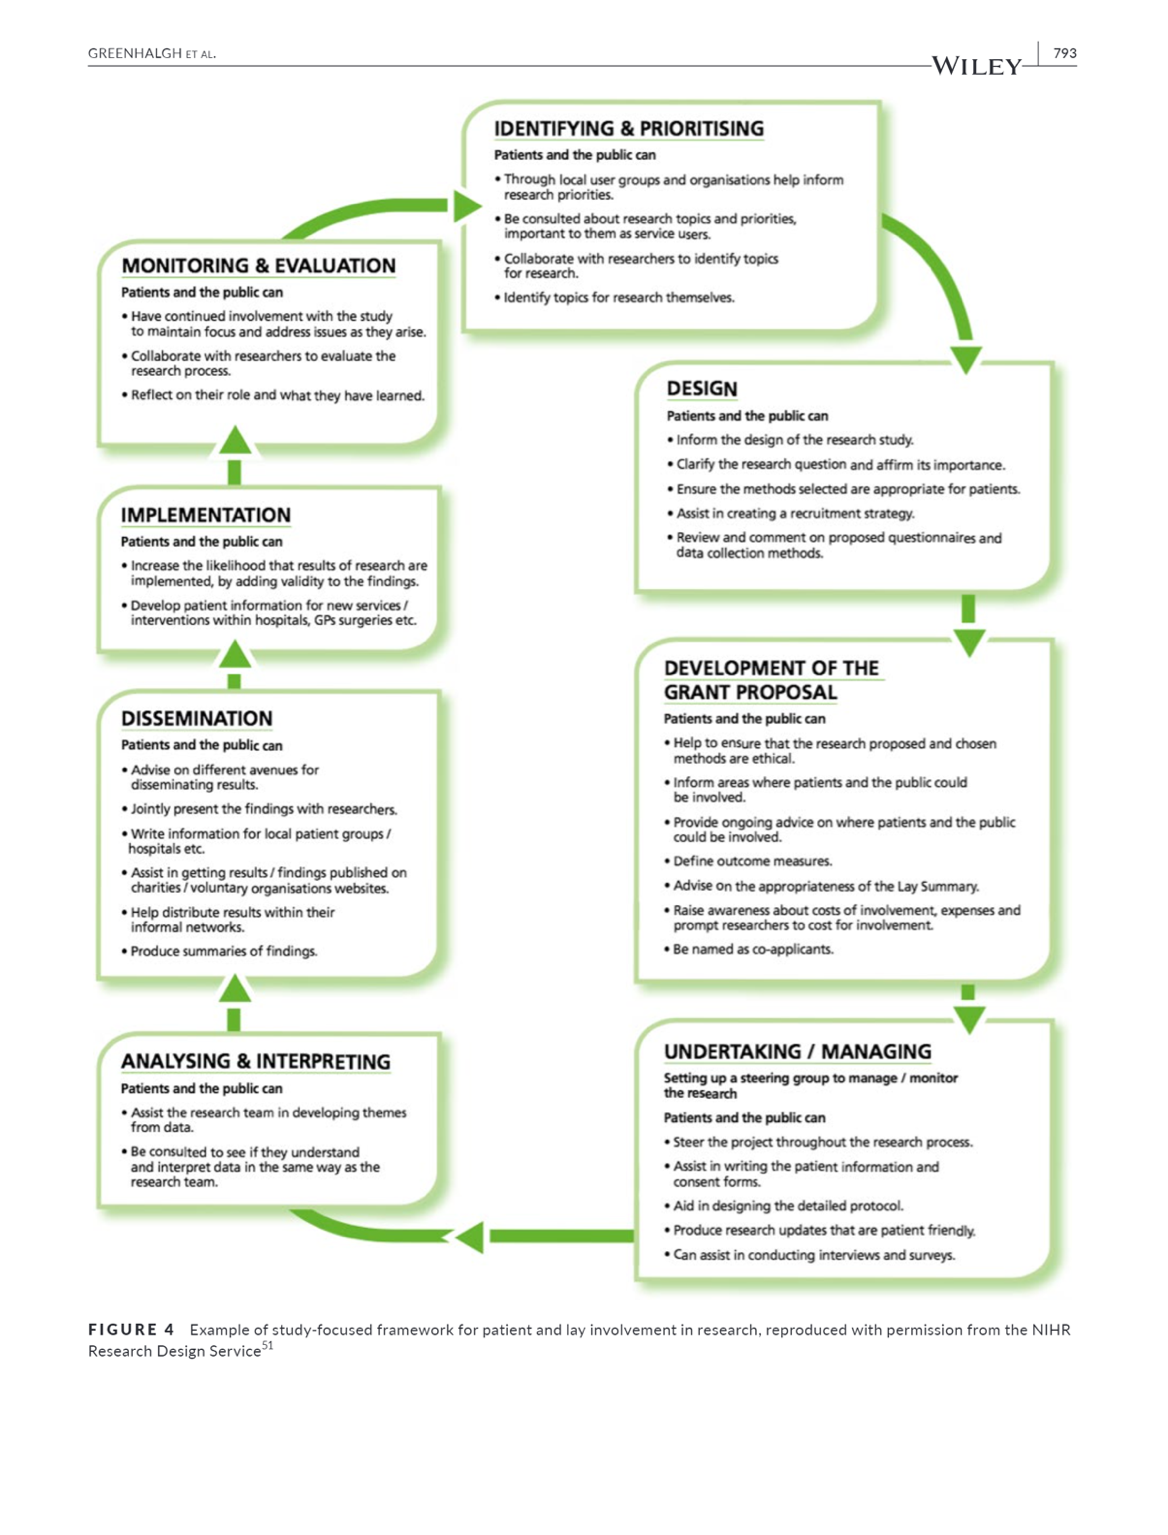 GREENHALGH ET AL.
WILEY
793
IDENTIFYING & PRIORITISING
Patients and the public can
• Through local user groups and organisations help inform
research priorities.
• Be consulted about research topics and priorities,
important to them as service users.
• Collaborate with researchers to identify topics
for research.
• Identify topics for research themselves.
DESIGN
Patients and the public can
• Inform the design of the research study.
• Clarify the research question and affirm its importance.
• Ensure the methods selected are appropriate for patients.
• Assist in creating a recruitment strategy.
• Review and comment on proposed questionnaires and
data collection methods.
DEVELOPMENT OF THE
GRANT PROPOSAL
Patients and the public can
• Help to ensure that the research proposed and chosen
methods are ethical.
• Inform areas where patients and the public could
be involved.
• Provide ongoing advice on where patients and the public
could be involved.
• Define outcome measures.
• Advise on the appropriateness of the Lay Summary.
• Raise awareness about costs of involvement, expenses and
prompt researchers to cost for involvement.
• Be named as co-applicants.
UNDERTAKING / MANAGING
Setting up a steering group to manage / monitor
the research
Patients and the public can
• Steer the project throughout the research process.
• Assist in writing the patient information and
consent forms.
• Aid in designing the detailed protocol.
• Produce research updates that are patient friendly.
• Can assist in conducting interviews and surveys.
ANALYSING & INTERPRETING
Patients and the public can
• Assist the research team in developing themes
from data.
• Be consulted to see if they understand
and interpret data in the same way as the
research team.
DISSEMINATION
Patients and the public can
• Advise on different avenues for
disseminating results.
• Jointly present the findings with researchers.
• Write information for local patient groups /
hospitals etc.
• Assist in getting results / findings published on
charities / voluntary organisations websites.
• Help distribute results within their
informal networks.
• Produce summaries of findings.
IMPLEMENTATION
Patients and the public can
• Increase the likelihood that results of research are
implemented, by adding validity to the findings.
• Develop patient information for new services /
interventions within hospitals, GPs surgeries etc.
MONITORING & EVALUATION
Patients and the public can
• Have continued involvement with the study
to maintain focus and address issues as they arise.
• Collaborate with researchers to evaluate the
research process.
• Reflect on their role and what they have learned.
FIGURE 4 Example of study-focused framework for patient and lay involvement in research, reproduced with permission from the NIHR
Research Design Service51